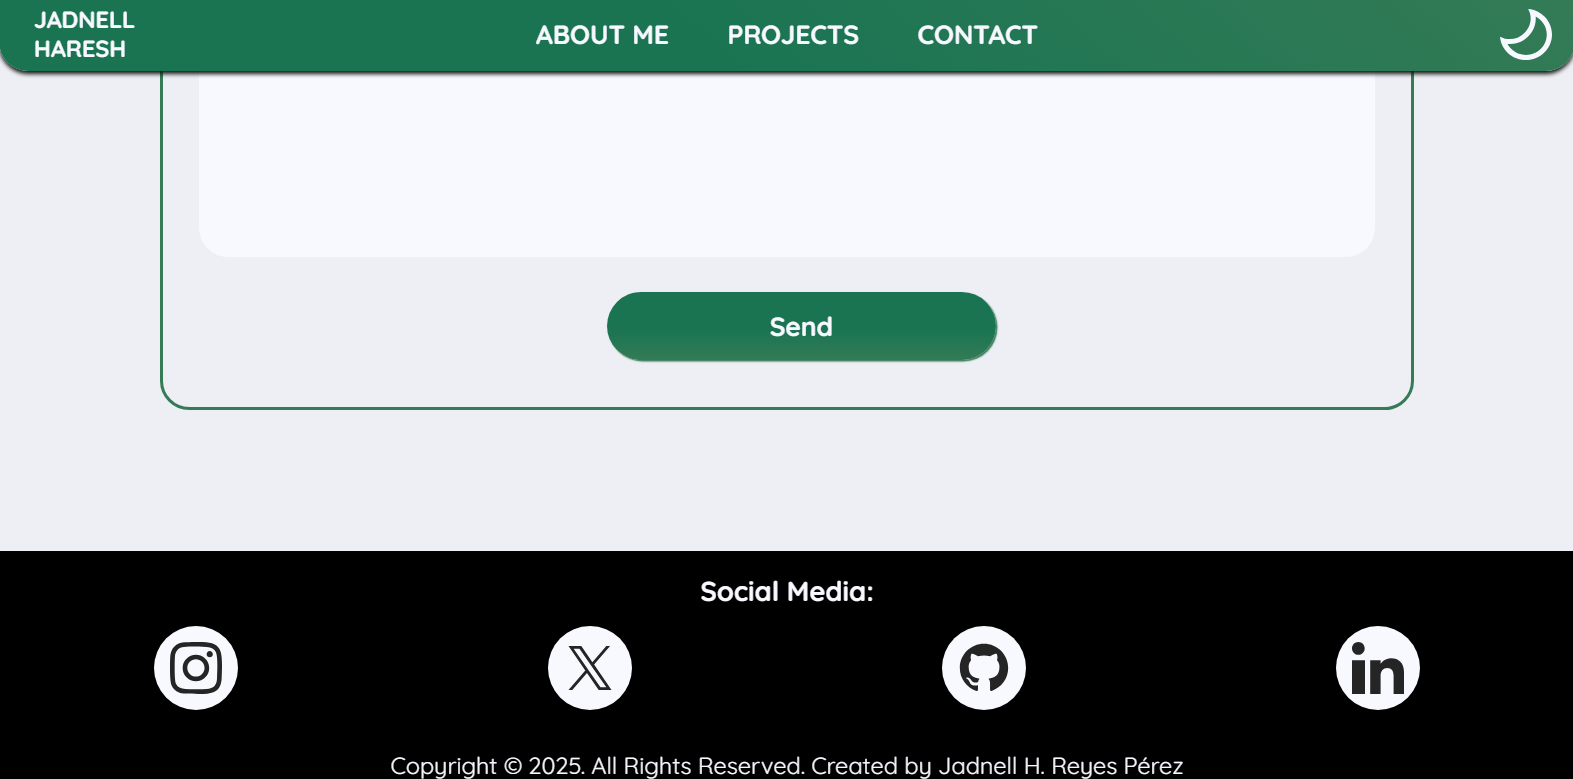 JADNELL
HARESH
ABOUT ME
PROJECTS
CONTACT
Send
Social Media:
in
Copyright © 2025. All Rights Reserved. Created by Jadnell H. Reyes Pérez